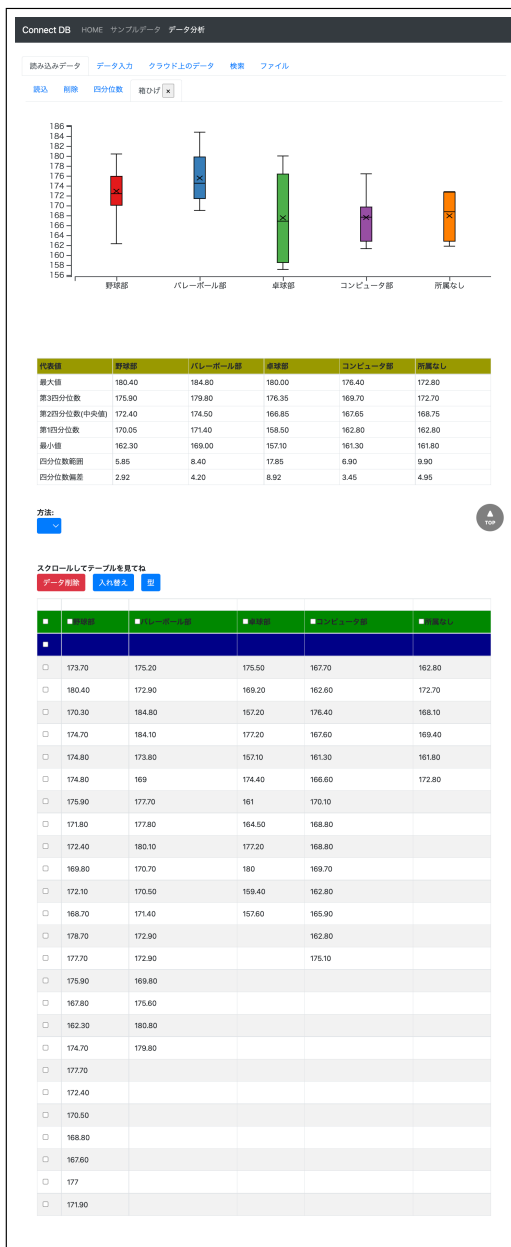 Connect DB HOME サンプルデータ データ分析
読み込みデータ データ入力 クラウド上のデータ 検索 ファイル
読込 削除 四分位数 箱ひげ ×
186
184
182
180
178
176
174
172
170
168
166
164
162
160
158
156
野球部 バレーボール部 卓球部 コンピュータ部 所属なし
代表値 野球部 バレーボール部 卓球部 コンピュータ部 所属なし
最大値 180.40 184.80 180.00 176.40 172.80
第3四分位数 175.90 179.80 176.35 169.70 172.70
第2四分位数(中央値) 172.40 174.50 166.85 167.65 168.75
第1四分位数 170.05 171.40 158.50 162.80 162.80
最小値 162.30 169.00 157.10 161.30 161.80
四分位数範囲 5.85 8.40 17.85 6.90 9.90
四分位数偏差 2.92 4.20 8.92 3.45 4.95
方法:
TOP
スクロールしてテーブルを見てね
データ削除 入れ替え 型
野球部 バレーボール部 卓球部 コンピュータ部 所属なし
173.70 175.20 175.50 167.70 162.80
180.40 172.90 169.20 162.60 172.70
170.30 184.80 157.20 176.40 168.10
174.70 184.10 177.20 167.60 169.40
174.80 173.80 157.10 161.30 161.80
174.80 169 174.40 166.60 172.80
175.90 177.70 161 170.10
171.80 177.80 164.50 168.80
172.40 180.10 177.20 168.80
169.80 170.70 180 169.70
172.10 170.50 159.40 162.80
168.70 171.40 157.60 165.90
178.70 172.90 162.80
177.70 172.90 175.10
175.90 169.80
167.80 175.60
162.30 180.80
174.70 179.80
177.70
172.40
170.50
168.80
167.60
177
171.90